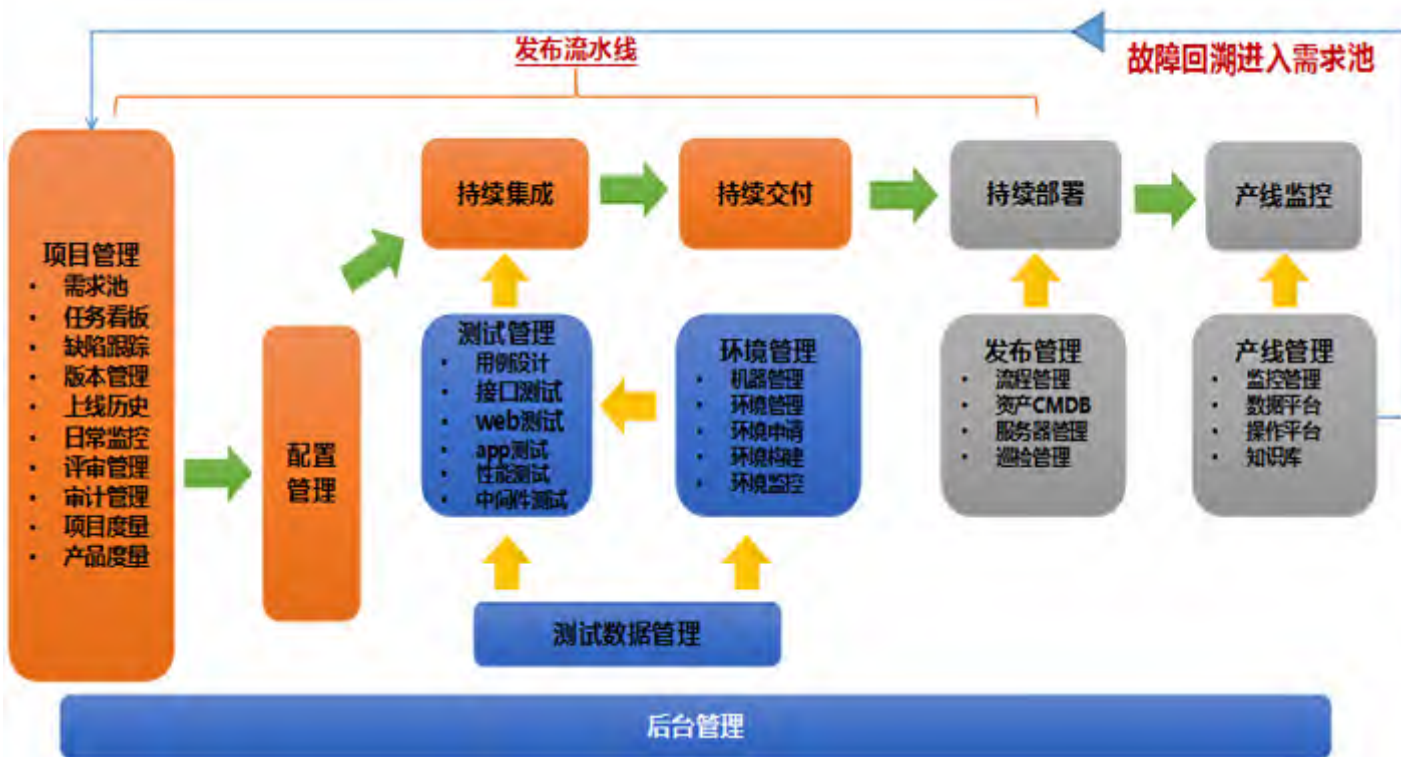 发布流水线
故障回溯进入需求池
项目管理
• 需求池
• 任务看板
• 缺陷跟踪
• 版本管理
• 上线历史
• 日常监控
• 评审管理
• 审计管理
• 项目度量
• 产品度量
配置
管理
持续集成
持续交付
持续部署
产线监控
测试管理
• 用例设计
• 接口测试
• web测试
• app测试
• 性能测试
• 中间件测试
环境管理
• 机器管理
• 环境管理
• 环境申请
• 环境构建
• 环境监控
发布管理
• 流程管理
• 资产CMDB
• 服务器管理
• 巡检管理
产线管理
• 监控管理
• 数据平台
• 操作平台
• 知识库
测试数据管理
后台管理